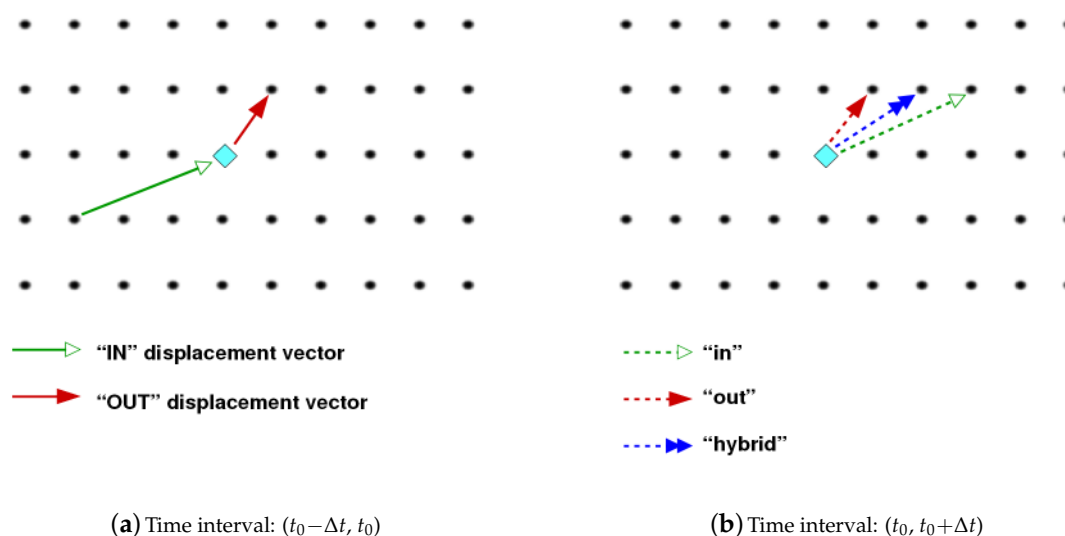 “IN” displacement vector
“OUT” displacement vector
(a) Time interval: (t₀−Δt, t₀)
“in”
“out”
“hybrid”
(b) Time interval: (t₀, t₀+Δt)